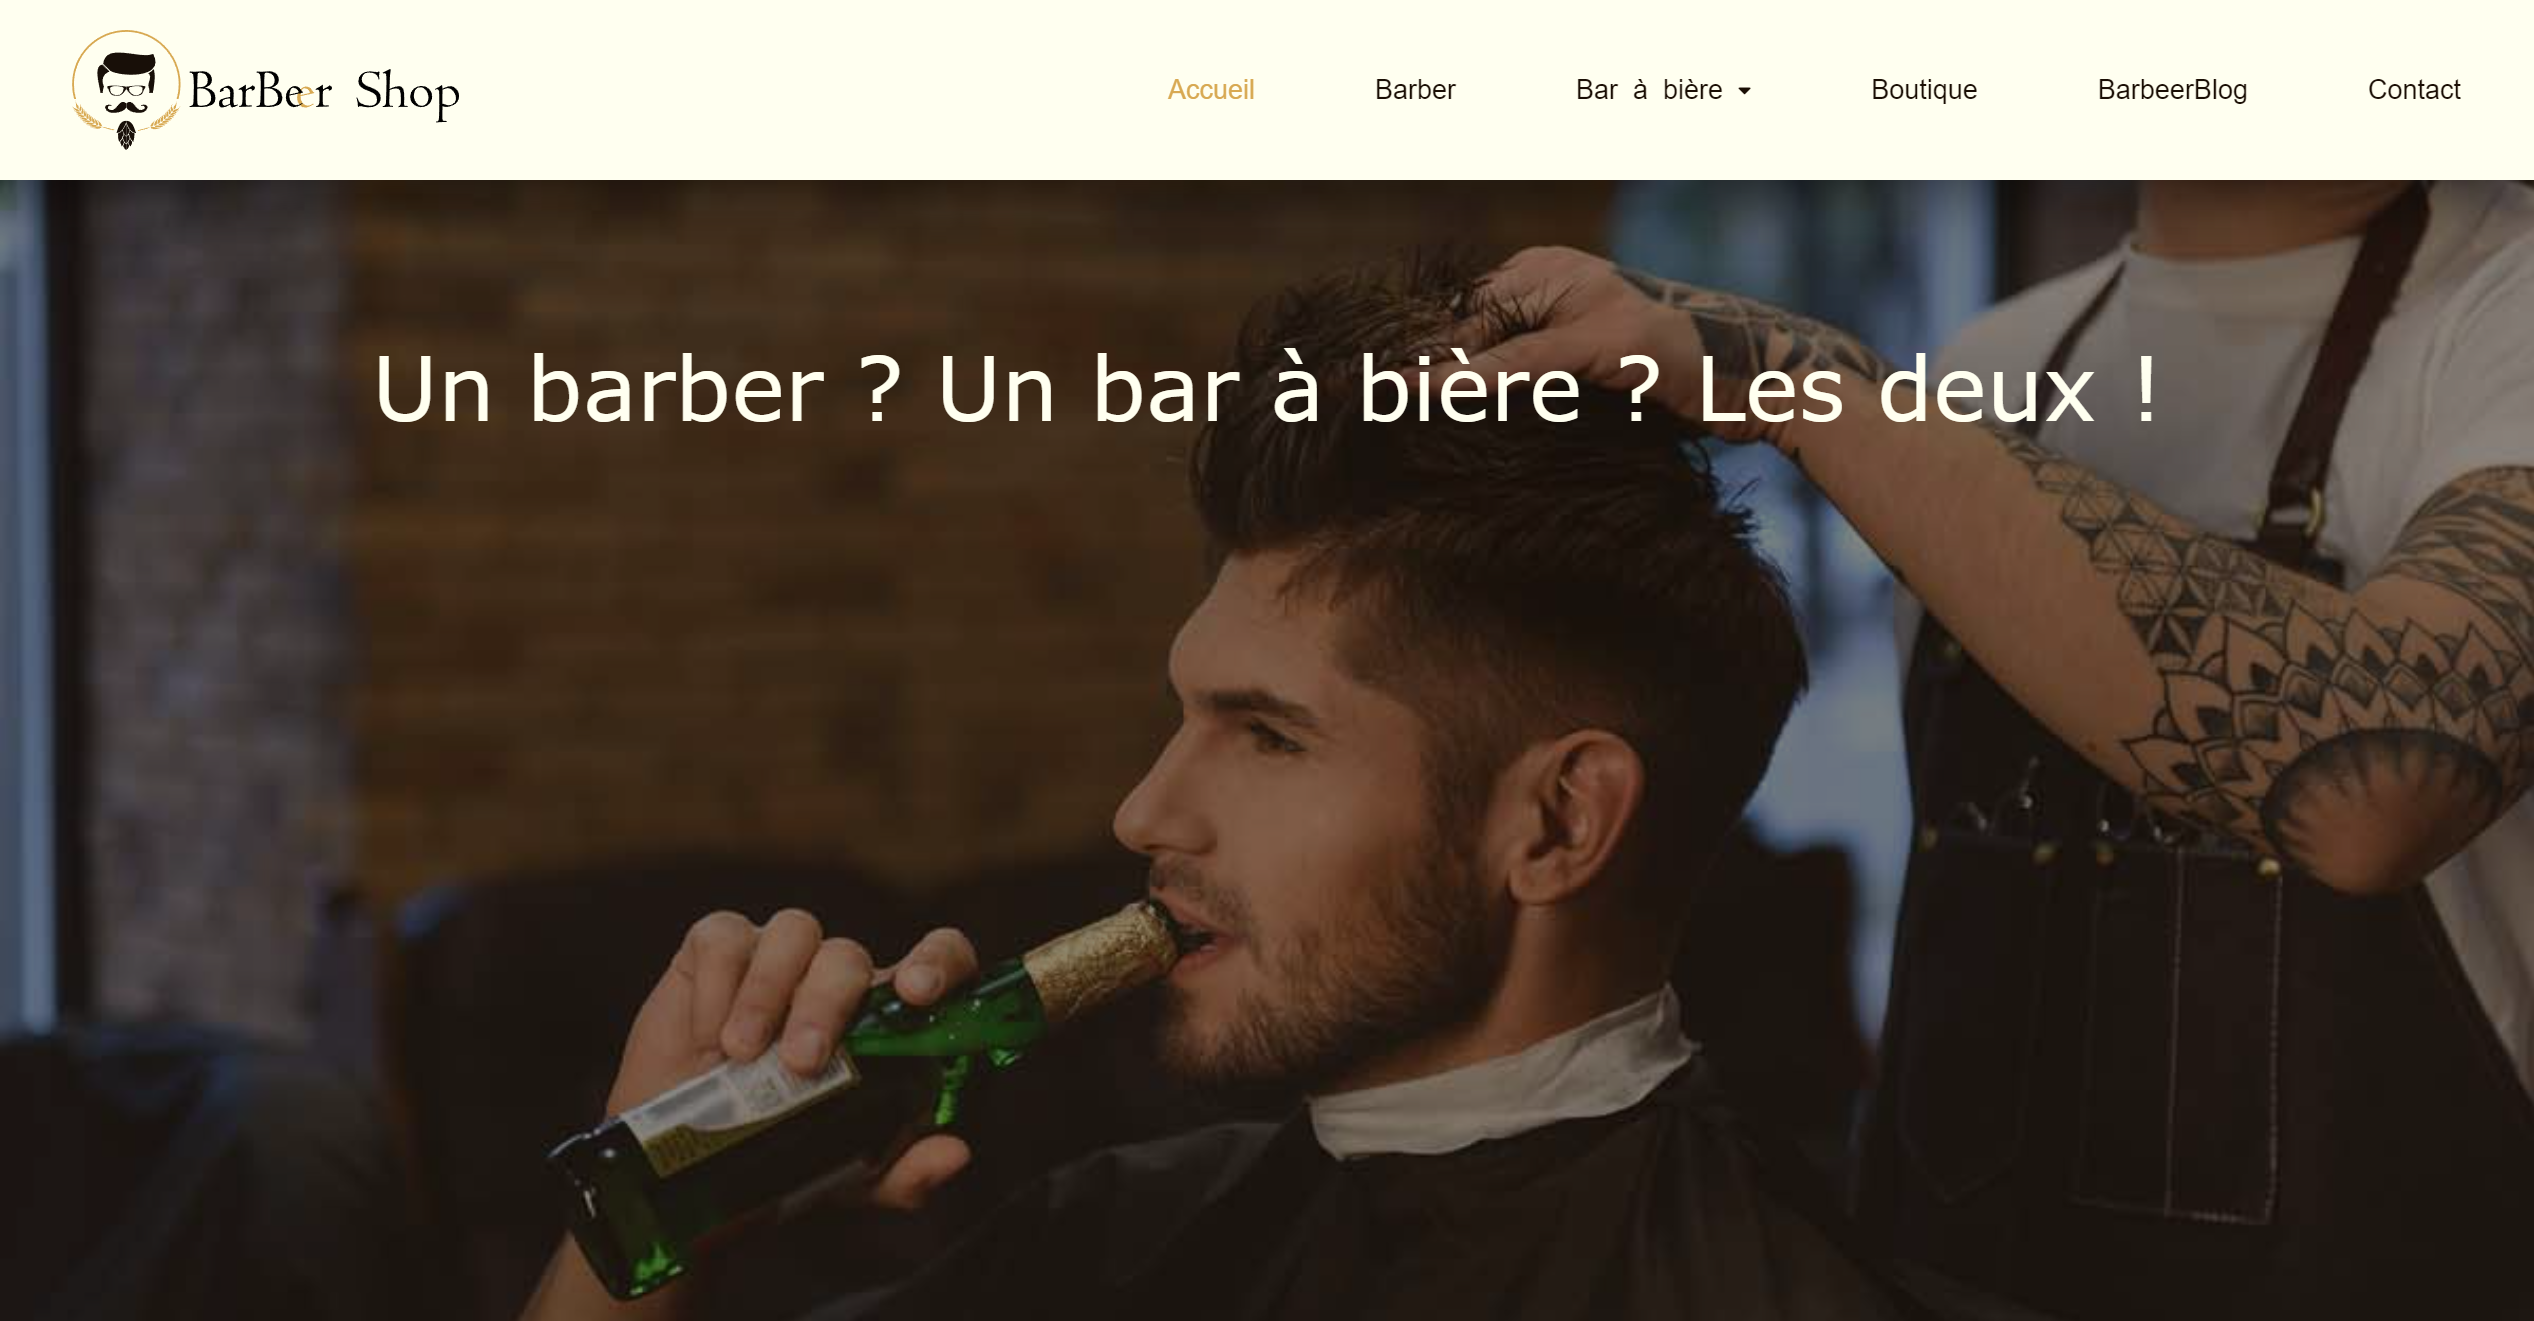 BarBeer Shop
Accueil Barber Bar à bière Boutique BarbeerBlog Contact
Un barber ? Un bar à bière ? Les deux !